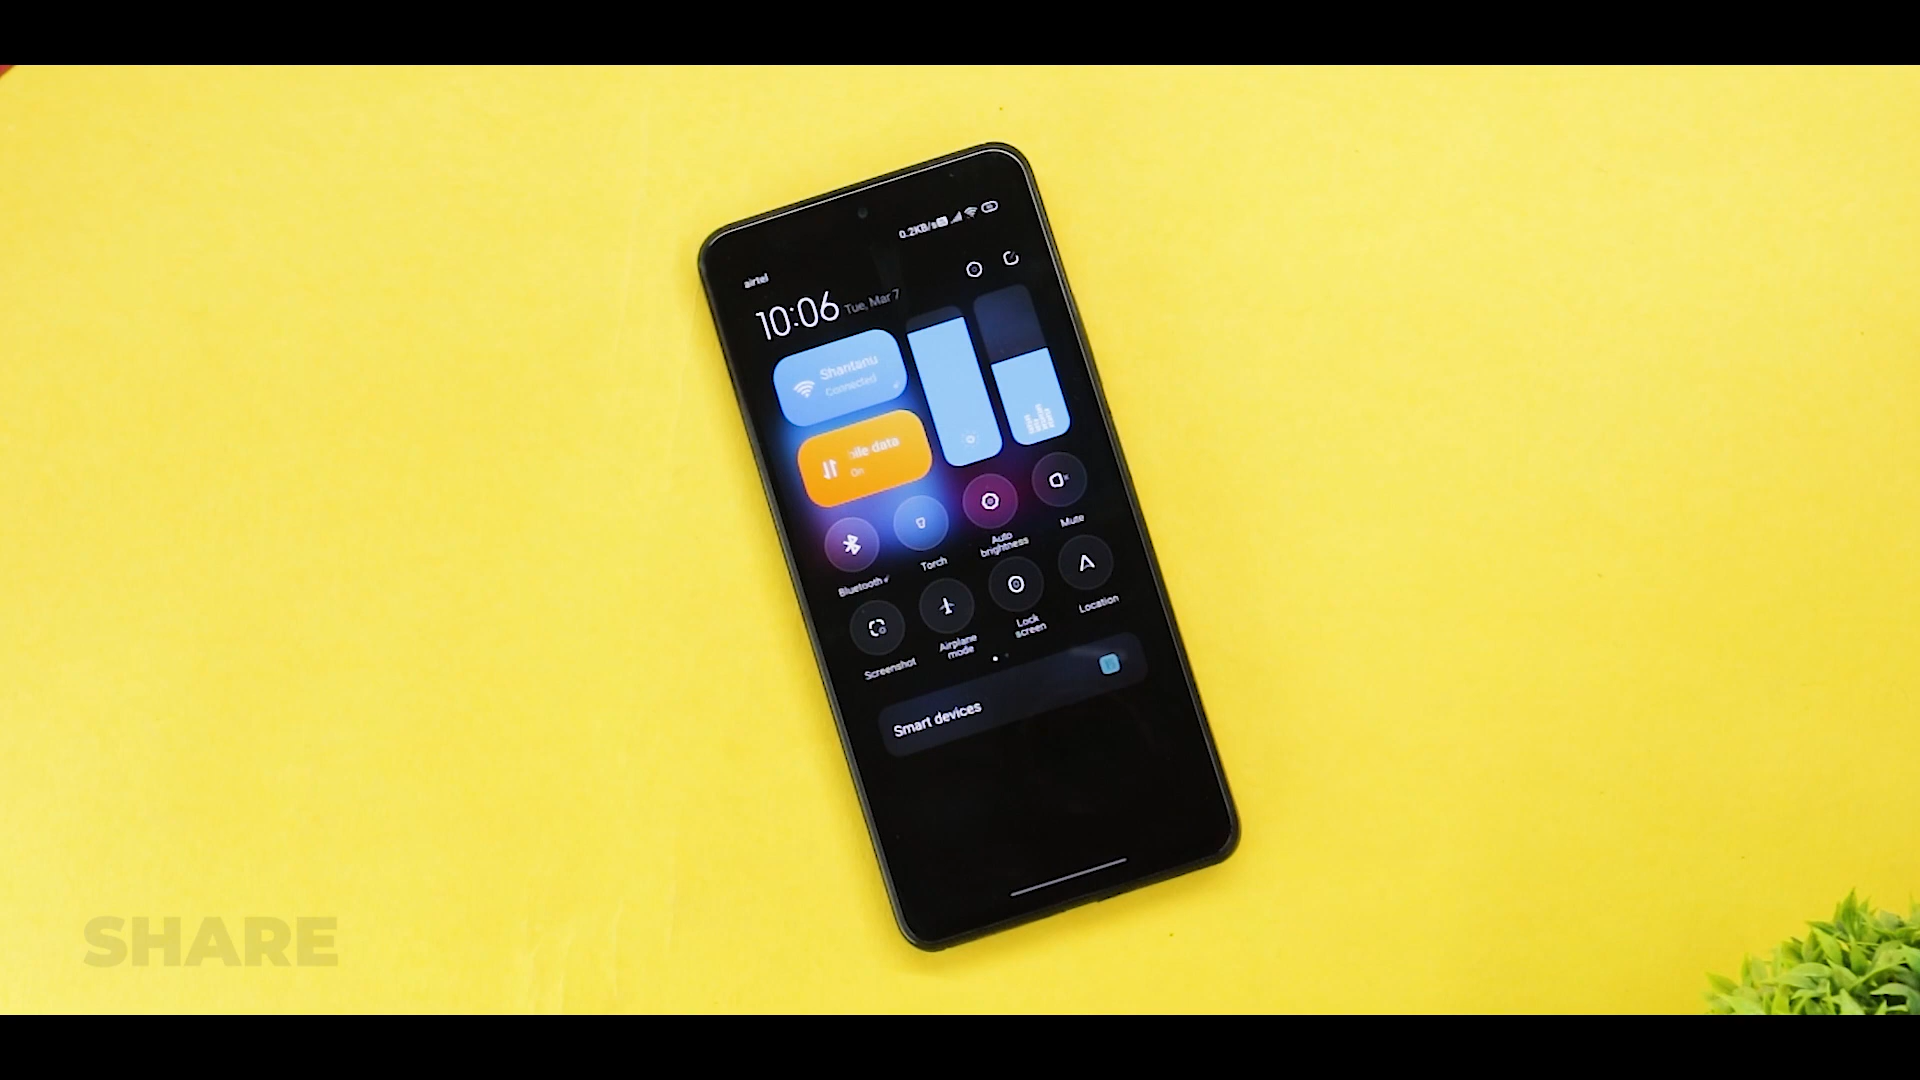 0.2KB/s
airtel
10:06 Tue, Mar 7
Shantanu
Connected
bile data
On
Bluetooth
Torch
Auto
brightness
Mute
Screenshot
Airplane
mode
Lock
screen
Location
Smart devices
SHARE